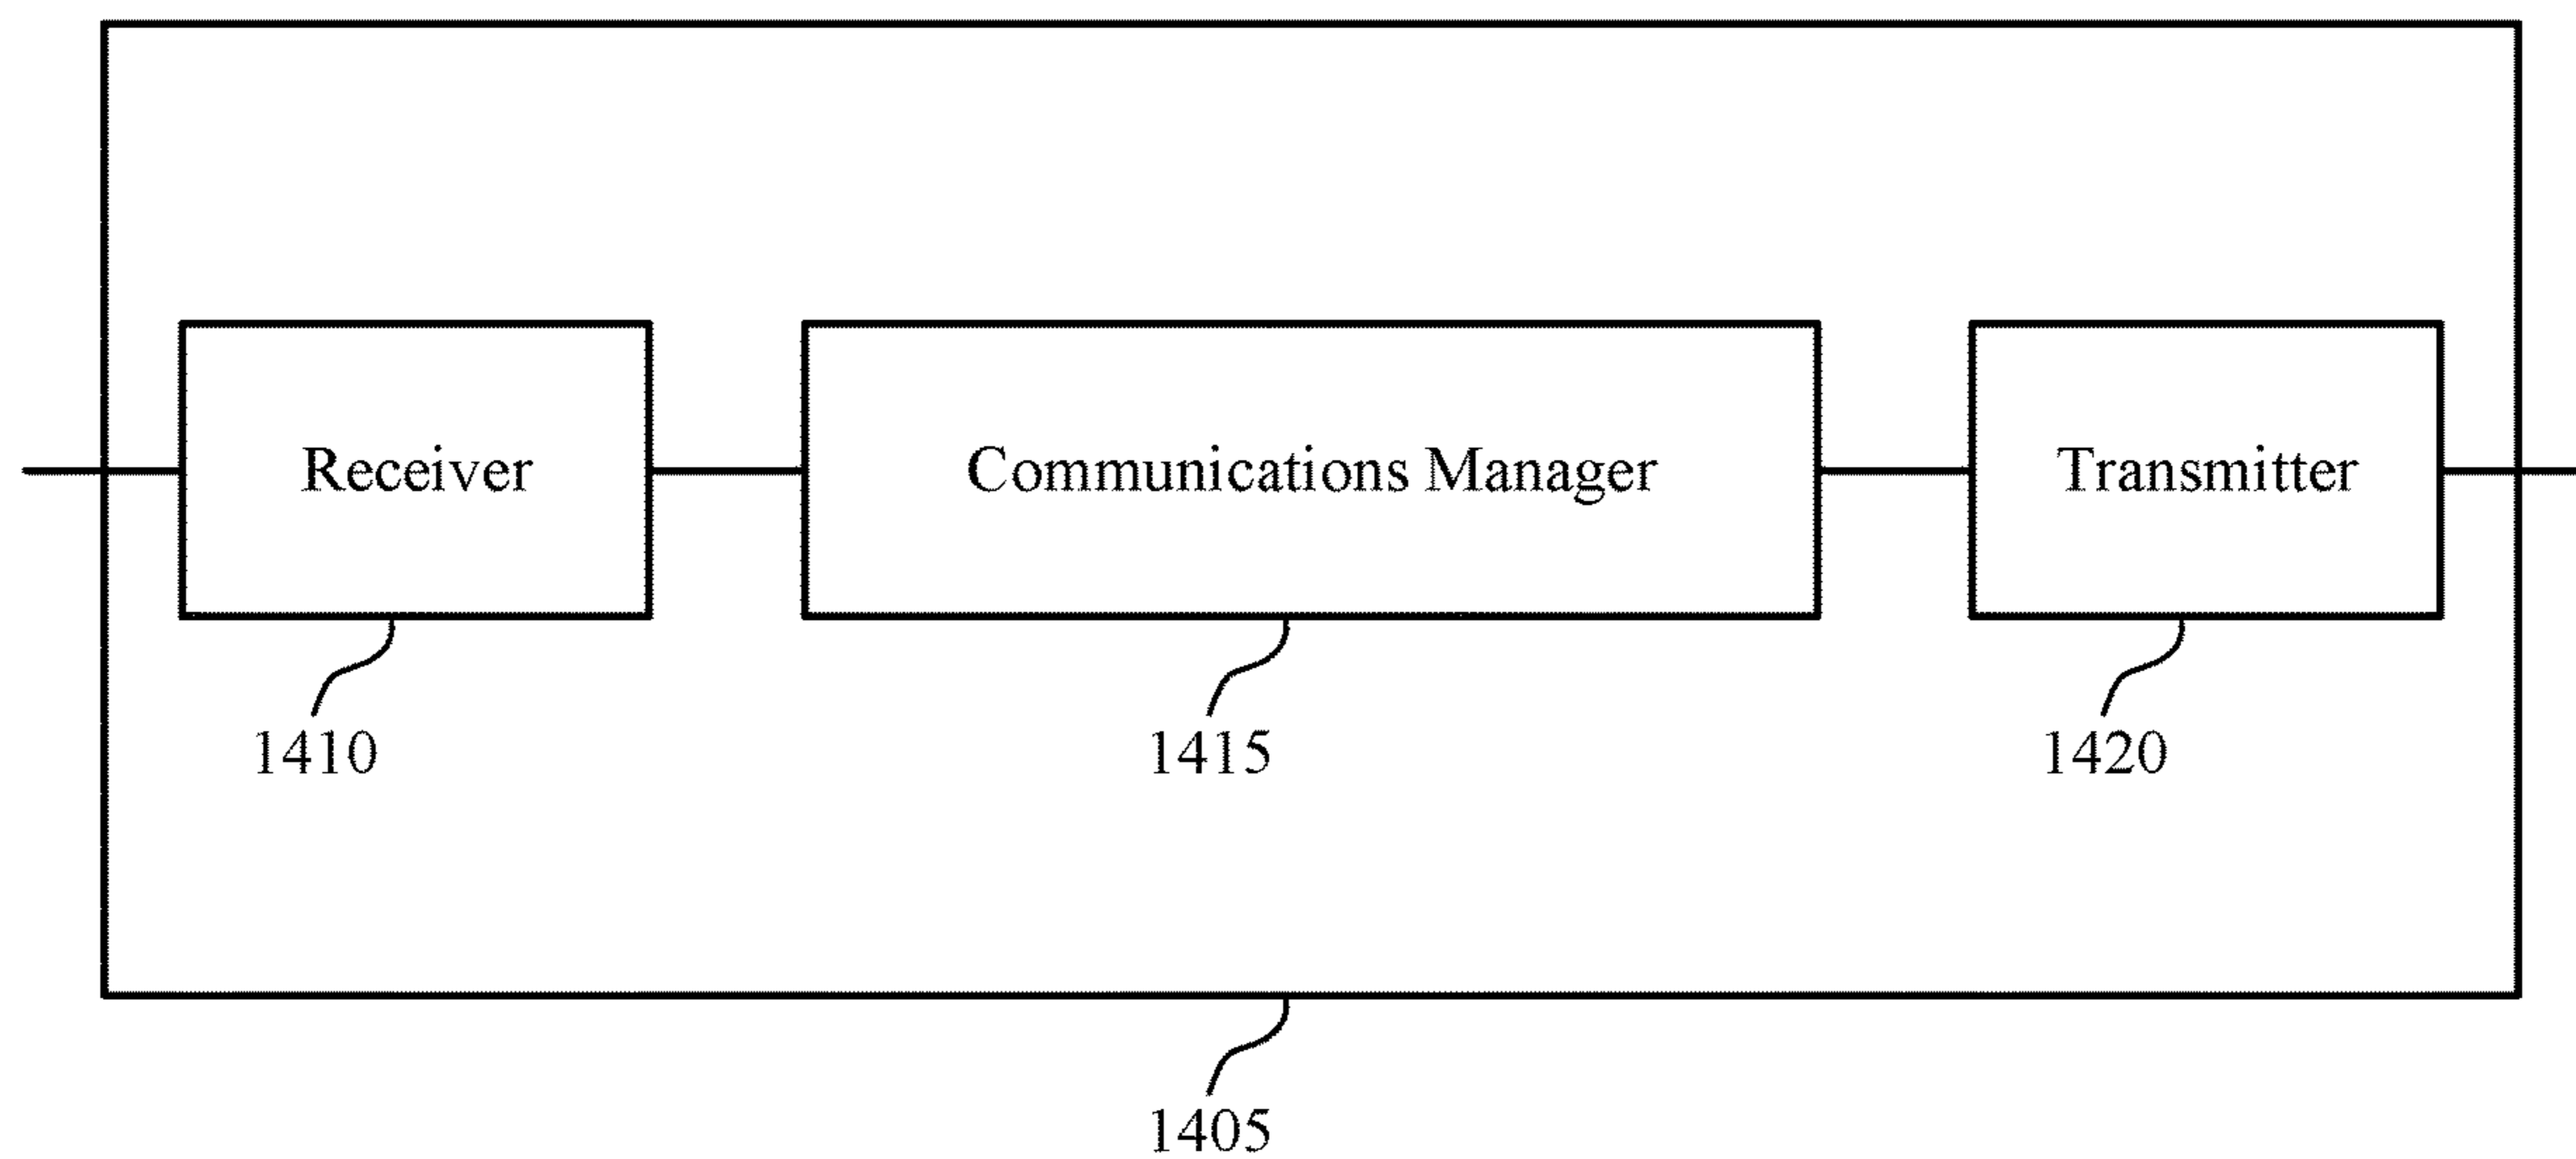 Receiver
Communications Manager
Transmitter
1410
1415
1420
1405